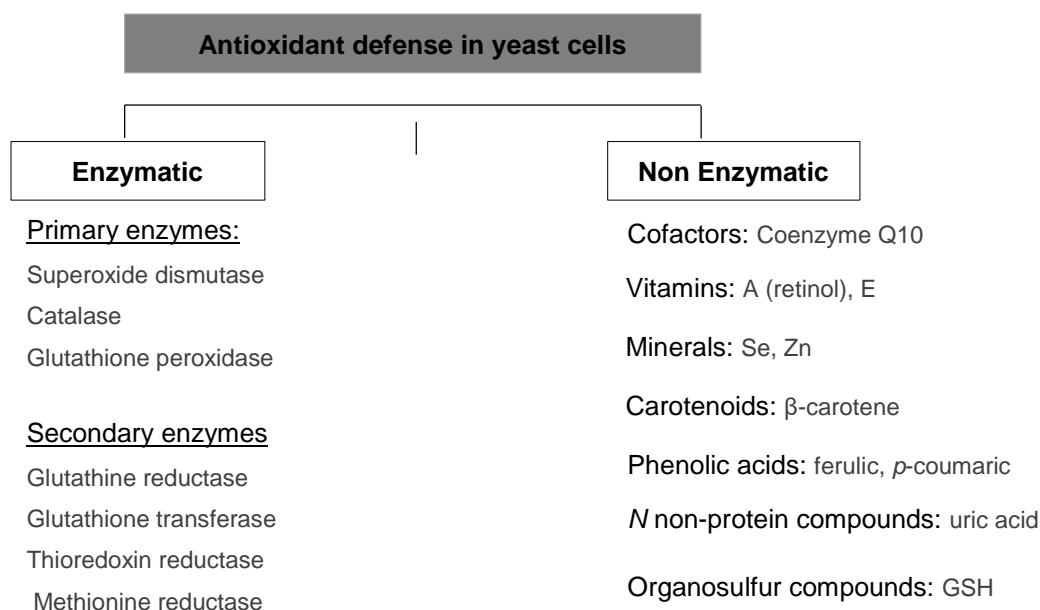 Antioxidant defense in yeast cells
Enzymatic
Primary enzymes:
Superoxide dismutase
Catalase
Glutathione peroxidase
Secondary enzymes
Glutathine reductase
Glutathione transferase
Thioredoxin reductase
Methionine reductase
Non Enzymatic
Cofactors: Coenzyme Q10
Vitamins: A (retinol), E
Minerals: Se, Zn
Carotenoids: β-carotene
Phenolic acids: ferulic, p-coumaric
N non-protein compounds: uric acid
Organosulfur compounds: GSH